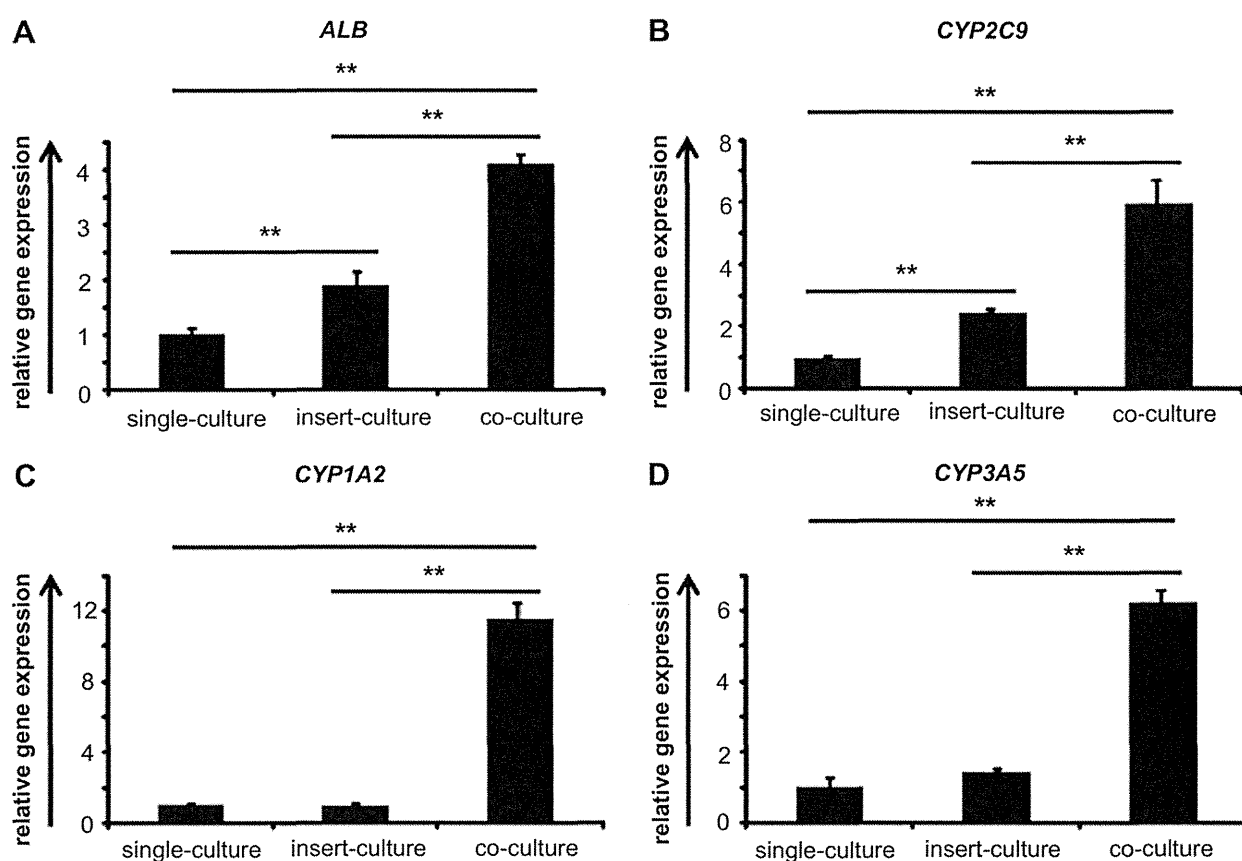 A
ALB
**
**
**
relative gene expression
4
3
2
1
0
single-culture
insert-culture
co-culture
B
CYP2C9
**
**
**
relative gene expression
8
6
4
2
0
single-culture
insert-culture
co-culture
C
CYP1A2
**
**
relative gene expression
12
8
4
0
single-culture
insert-culture
co-culture
D
CYP3A5
**
**
relative gene expression
6
4
2
0
single-culture
insert-culture
co-culture